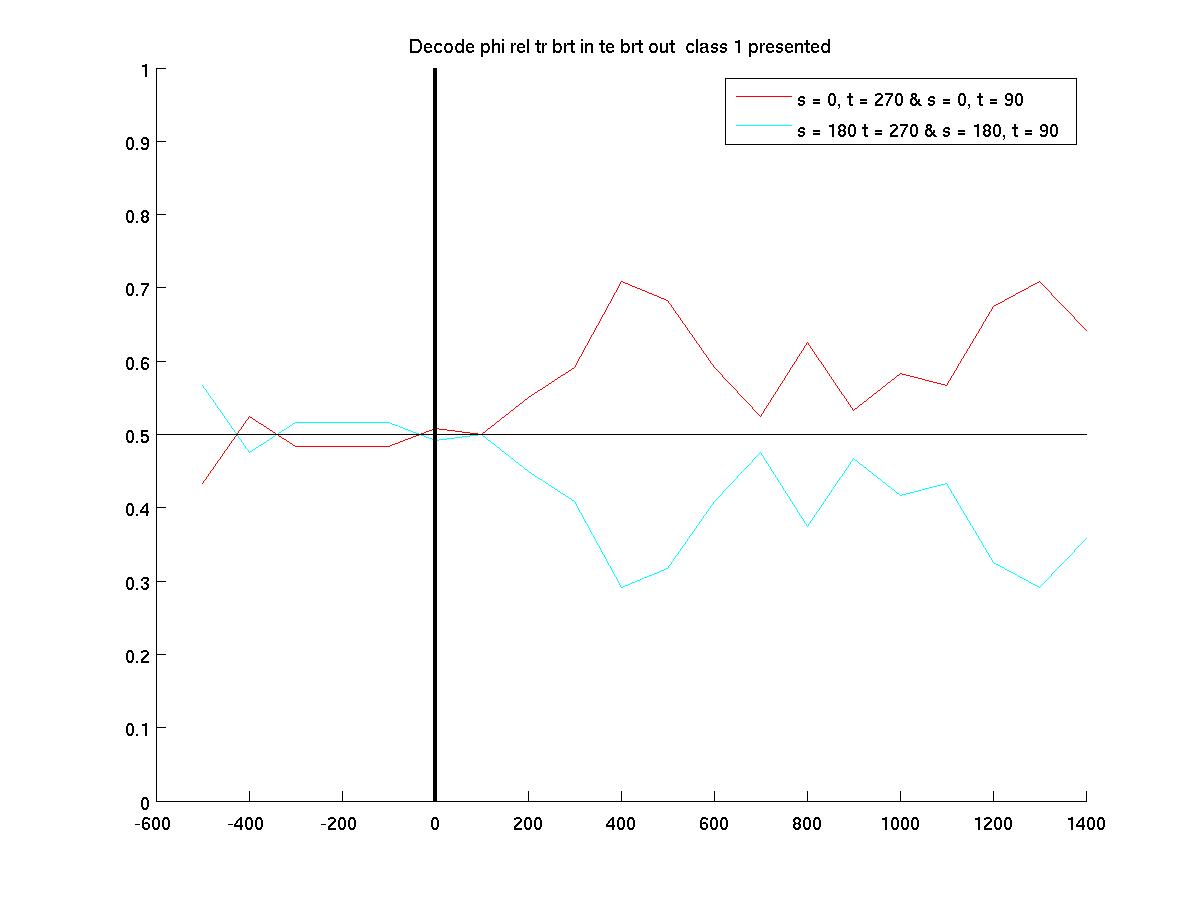 Decode phi rel tr brt in te brt out  class 1 presented
s = 0, t = 270 & s = 0, t = 90
s = 180 t = 270 & s = 180, t = 90
1
0.9
0.8
0.7
0.6
0.5
0.4
0.3
0.2
0.1
0
-600 -400 -200 0 200 400 600 800 1000 1200 1400